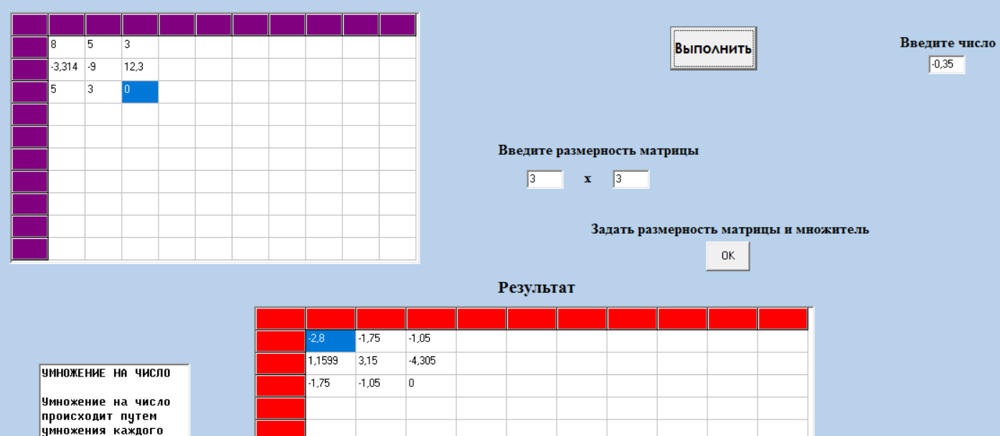 Выполнить
Введите число
-0,35
8 5 3
-3,314 -9 12,3
5 3 0
Введите размерность матрицы
3 x 3
Задать размерность матрицы и множитель
OK
Результат
-2,8 -1,75 -1,05
1,1599 3,15 -4,305
-1,75 -1,05 0
УМНОЖЕНИЕ НА ЧИСЛО
Умножение на число
происходит путем
умножения каждого